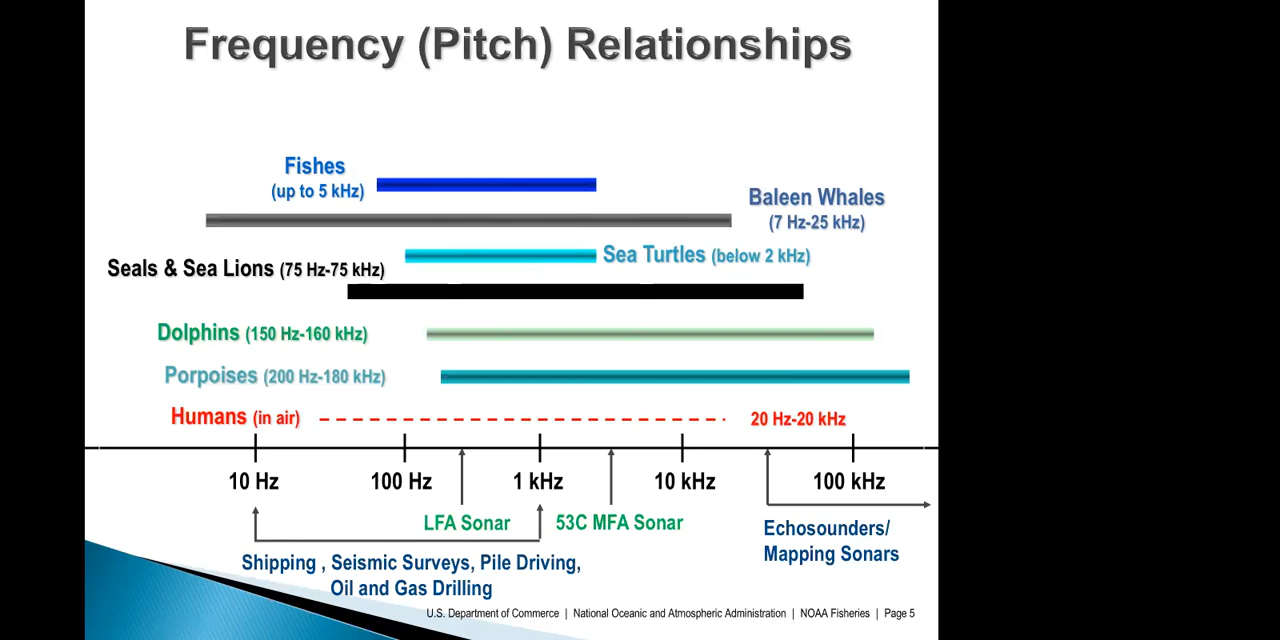 Frequency (Pitch) Relationships
Fishes
(up to 5 kHz)
Baleen Whales
(7 Hz-25 kHz)
Sea Turtles (below 2 kHz)
Seals & Sea Lions (75 Hz-75 kHz)
Dolphins (150 Hz-160 kHz)
Porpoises (200 Hz-180 kHz)
Humans (in air)
20 Hz-20 kHz
10 Hz
100 Hz
1 kHz
10 kHz
100 kHz
LFA Sonar
53C MFA Sonar
Echosounders/
Mapping Sonars
Shipping , Seismic Surveys, Pile Driving,
Oil and Gas Drilling
U.S. Department of Commerce | National Oceanic and Atmospheric Administration | NOAA Fisheries | Page 5